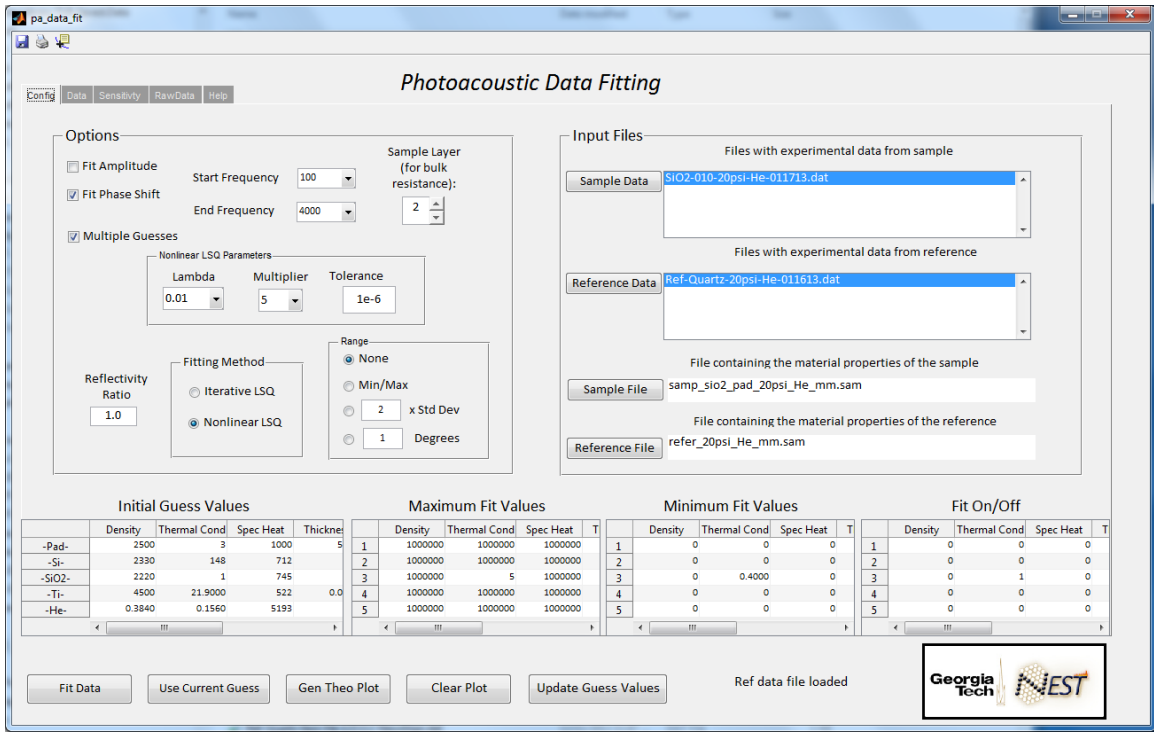 pa_data_fit
Photoacoustic Data Fitting
Config Data Sensitivty RawData Help
Options
Fit Amplitude
Fit Phase Shift
Multiple Guesses
Start Frequency 100
End Frequency 4000
Sample Layer
(for bulk
resistance):
2
Nonlinear LSQ Parameters
Lambda Multiplier Tolerance
0.01 5 1e-6
Reflectivity
Ratio
1.0
Fitting Method
Iterative LSQ
Nonlinear LSQ
Range
None
Min/Max
2 x Std Dev
1 Degrees
Input Files
Files with experimental data from sample
Sample Data SiO2-010-20psi-He-011713.dat
Files with experimental data from reference
Reference Data Ref-Quartz-20psi-He-011613.dat
File containing the material properties of the sample
Sample File samp_sio2_pad_20psi_He_mm.sam
File containing the material properties of the reference
Reference File refer_20psi_He_mm.sam
Initial Guess Values
Density Thermal Cond Spec Heat Thicknes
-Pad- 2500 3 1000 5
-Si- 2330 148 712
-SiO2- 2220 1 745
-Ti- 4500 21.9000 522 0.0
-He- 0.3840 0.1560 5193
Maximum Fit Values
Density Thermal Cond Spec Heat T
1 1000000 1000000 1000000
2 1000000 1000000 1000000
3 1000000 5 1000000
4 1000000 1000000 1000000
5 1000000 1000000 1000000
Minimum Fit Values
Density Thermal Cond Spec Heat T
1 0 0 0
2 0 0 0
3 0 0.4000 0
4 0 0 0
5 0 0 0
Fit On/Off
Density Thermal Cond Spec Heat T
1 0 0 0
2 0 0 0
3 0 1 0
4 0 0 0
5 0 0 0
Fit Data Use Current Guess Gen Theo Plot Clear Plot Update Guess Values
Ref data file loaded
Georgia
Tech
NEST